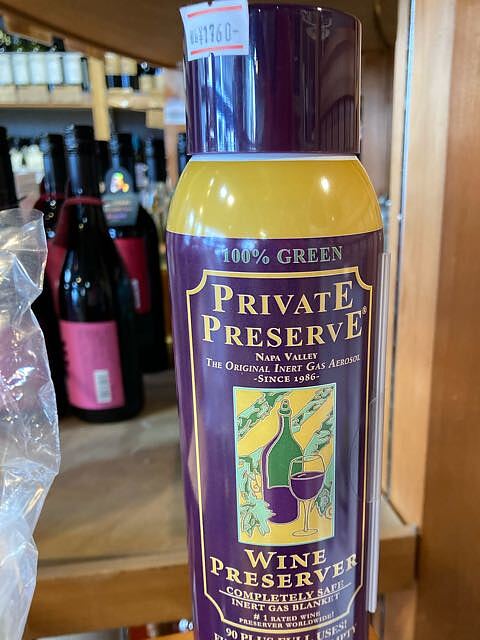 ¥1760-
100% GREEN
PRIVATE
PRESERVE®
NAPA VALLEY
THE ORIGINAL INERT GAS AEROSOL
-SINCE 1986-
WINE
PRESERVER
COMPLETELY SAFE
INERT GAS BLANKET
# 1 RATED WINE
PRESERVER WORLDWIDE!
90 PLUS FULL USES!